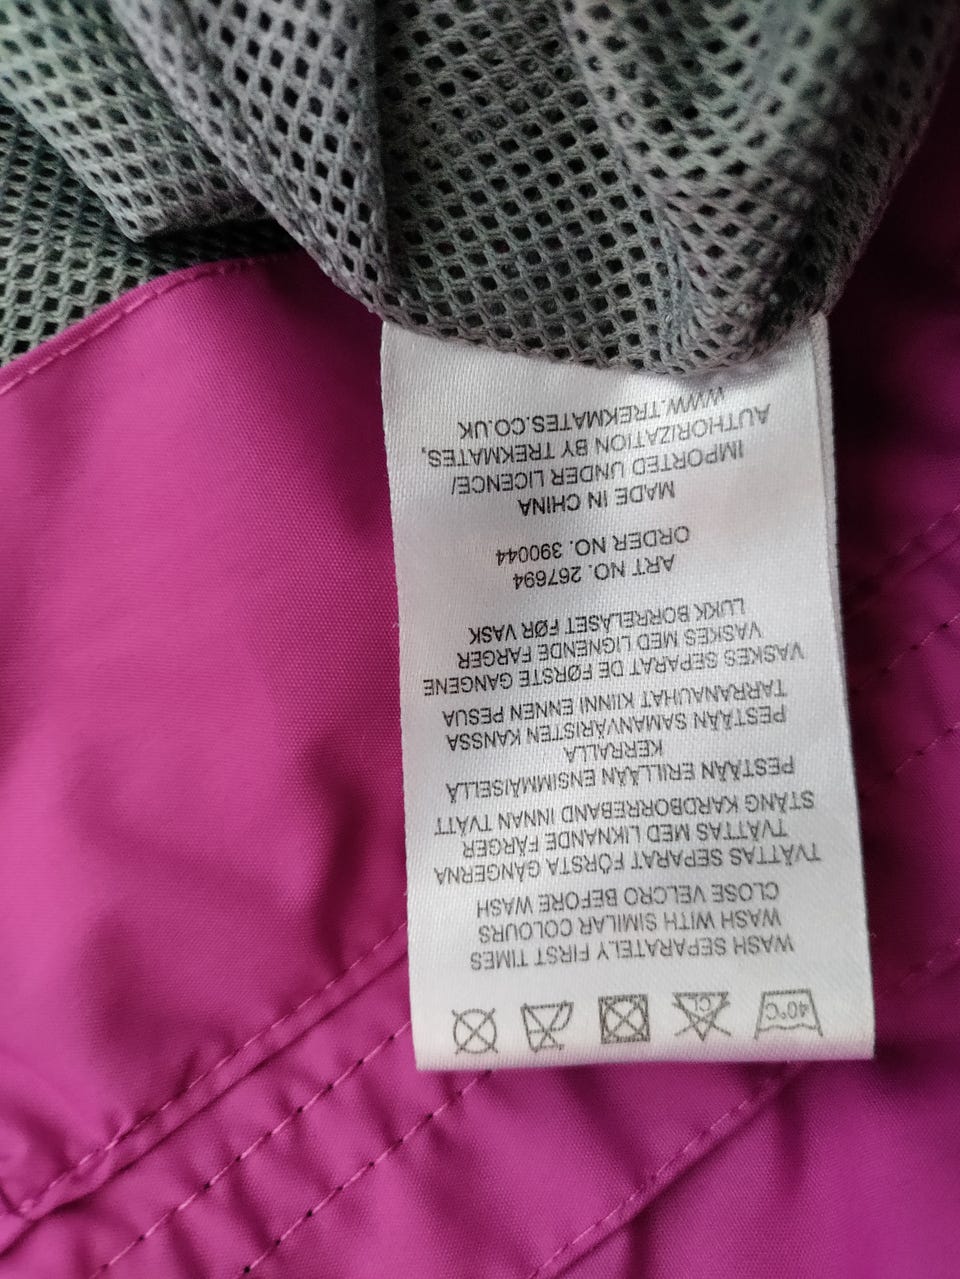 40°C CL
WASH SEPARATELY FIRST TIMES
WASH WITH SIMILAR COLOURS
CLOSE VELCRO BEFORE WASH
TVÄTTAS SEPARAT FÖRSTA GÅNGERNA
TVÄTTAS MED LIKNANDE FÄRGER
STÄNG KARDBORREBAND INNAN TVÄTT
PESTÄÄN ERILLÄÄN ENSIMMÄISELLÄ
KERRALLA
PESTÄÄN SAMANVÄRISTEN KANSSA
TARRANAUHAT KIINNI ENNEN PESUA
VASKES SEPARAT DE FØRSTE GANGENE
VASKES MED LIGNENDE FARGER
LUKK BORRELÅSET FØR VASK
ART NO. 267694
ORDER NO. 390044
MADE IN CHINA
IMPORTED UNDER LICENCE/
AUTHORIZATION BY TREKMATES,
WWW.TREKMATES.CO.UK